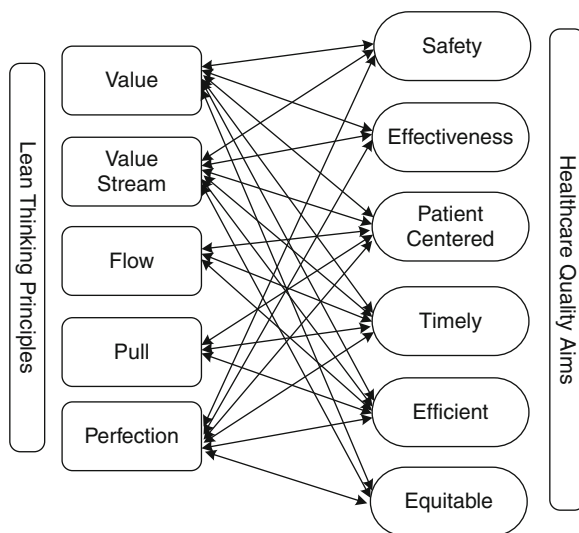 Lean Thinking Principles
Value
Value
Stream
Flow
Pull
Perfection
Safety
Effectiveness
Patient
Centered
Timely
Efficient
Equitable
Healthcare Quality Aims